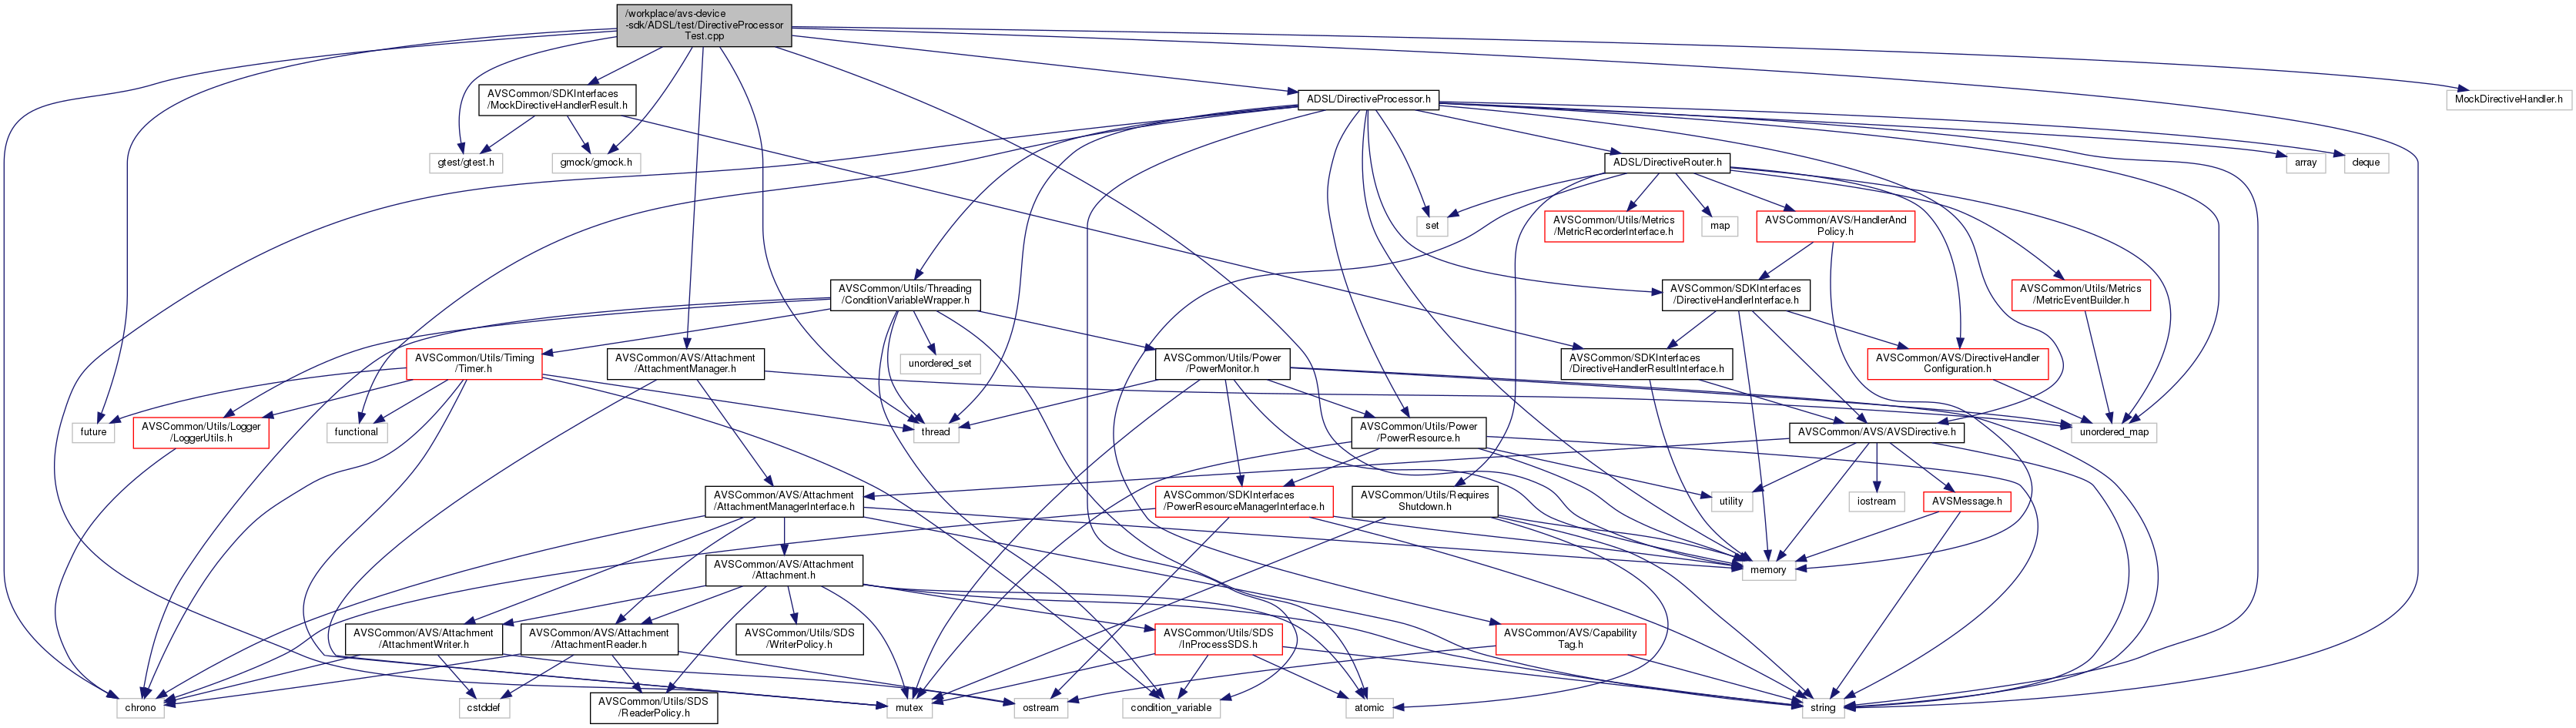 /workplace/avs-device
-sdk/ADSL/test/DirectiveProcessor
Test.cpp
AVSCommon/SDKInterfaces
/MockDirectiveHandlerResult.h
ADSL/DirectiveProcessor.h
MockDirectiveHandler.h
gtest/gtest.h
gmock/gmock.h
ADSL/DirectiveRouter.h
array
deque
set
AVSCommon/Utils/Metrics
/MetricRecorderInterface.h
map
AVSCommon/AVS/HandlerAnd
Policy.h
AVSCommon/Utils/Threading
/ConditionVariableWrapper.h
AVSCommon/SDKInterfaces
/DirectiveHandlerInterface.h
AVSCommon/Utils/Metrics
/MetricEventBuilder.h
AVSCommon/Utils/Timing
/Timer.h
AVSCommon/AVS/Attachment
/AttachmentManager.h
unordered_set
AVSCommon/Utils/Power
/PowerMonitor.h
AVSCommon/SDKInterfaces
/DirectiveHandlerResultInterface.h
AVSCommon/AVS/DirectiveHandler
Configuration.h
future
AVSCommon/Utils/Logger
/LoggerUtils.h
functional
thread
AVSCommon/Utils/Power
/PowerResource.h
AVSCommon/AVS/AVSDirective.h
unordered_map
AVSCommon/AVS/Attachment
/AttachmentManagerInterface.h
AVSCommon/SDKInterfaces
/PowerResourceManagerInterface.h
AVSCommon/Utils/Requires
Shutdown.h
utility
iostream
AVSMessage.h
AVSCommon/AVS/Attachment
/Attachment.h
memory
AVSCommon/AVS/Attachment
/AttachmentWriter.h
AVSCommon/AVS/Attachment
/AttachmentReader.h
AVSCommon/Utils/SDS
/WriterPolicy.h
AVSCommon/Utils/SDS
/InProcessSDS.h
AVSCommon/AVS/Capability
Tag.h
chrono
cstddef
AVSCommon/Utils/SDS
/ReaderPolicy.h
mutex
ostream
condition_variable
atomic
string